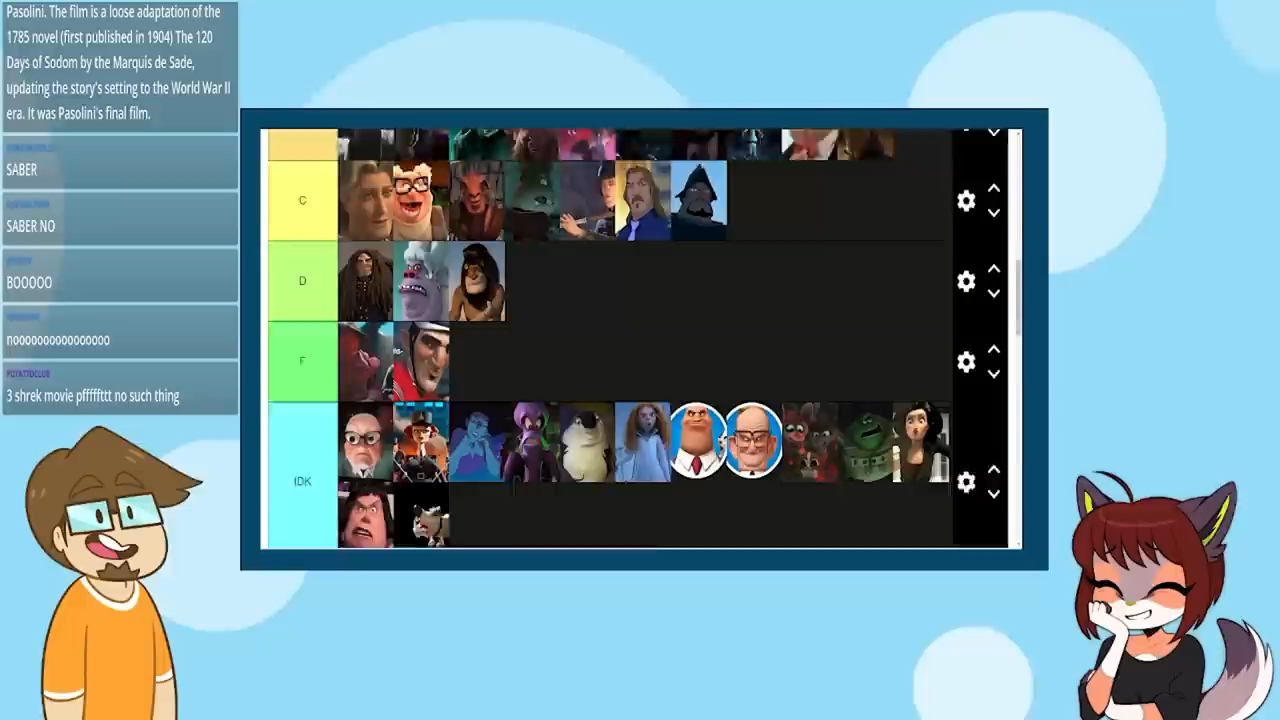 Pasolini. The film is a loose adaptation of the
1785 novel (first published in 1904) The 120
Days of Sodom by the Marquis de Sade,
updating the story's setting to the World War II
era. It was Pasolini's final film.
SABER
SABER NO
BOOOOO
nooooooooooooooo
POTATTOCLUB
3 shrek movie pfffffttt no such thing
C
D
F
IDK